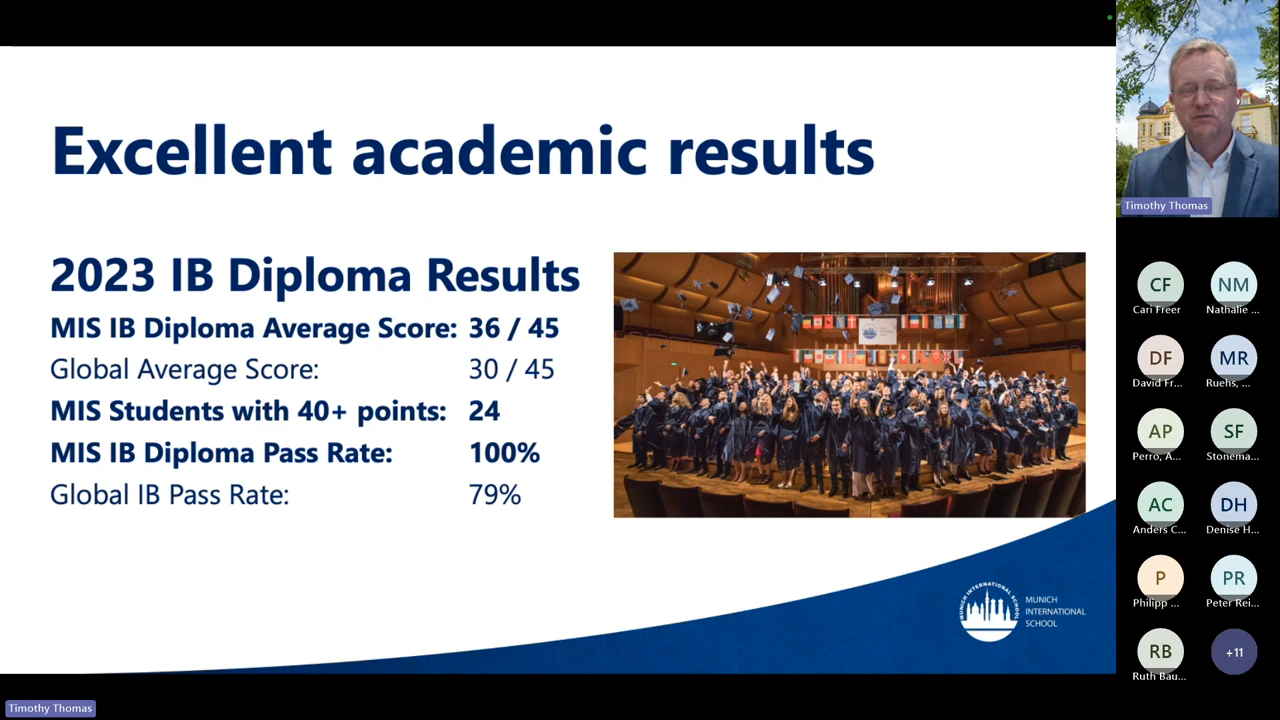 Excellent academic results
2023 IB Diploma Results
MIS IB Diploma Average Score: 36 / 45
Global Average Score: 30 / 45
MIS Students with 40+ points: 24
MIS IB Diploma Pass Rate: 100%
Global IB Pass Rate: 79%
MUNICH INTERNATIONAL SCHOOL
MUNICH
INTERNATIONAL
SCHOOL
Timothy Thomas
CF NM
Cari Freer Nathalie ...
DF MR
David Fr... Ruehs, ...
AP SF
Perro, A... Stonema...
AC DH
Anders C... Denise H...
P PR
Philipp ... Peter Rei...
RB +11
Ruth Bau...
Timothy Thomas